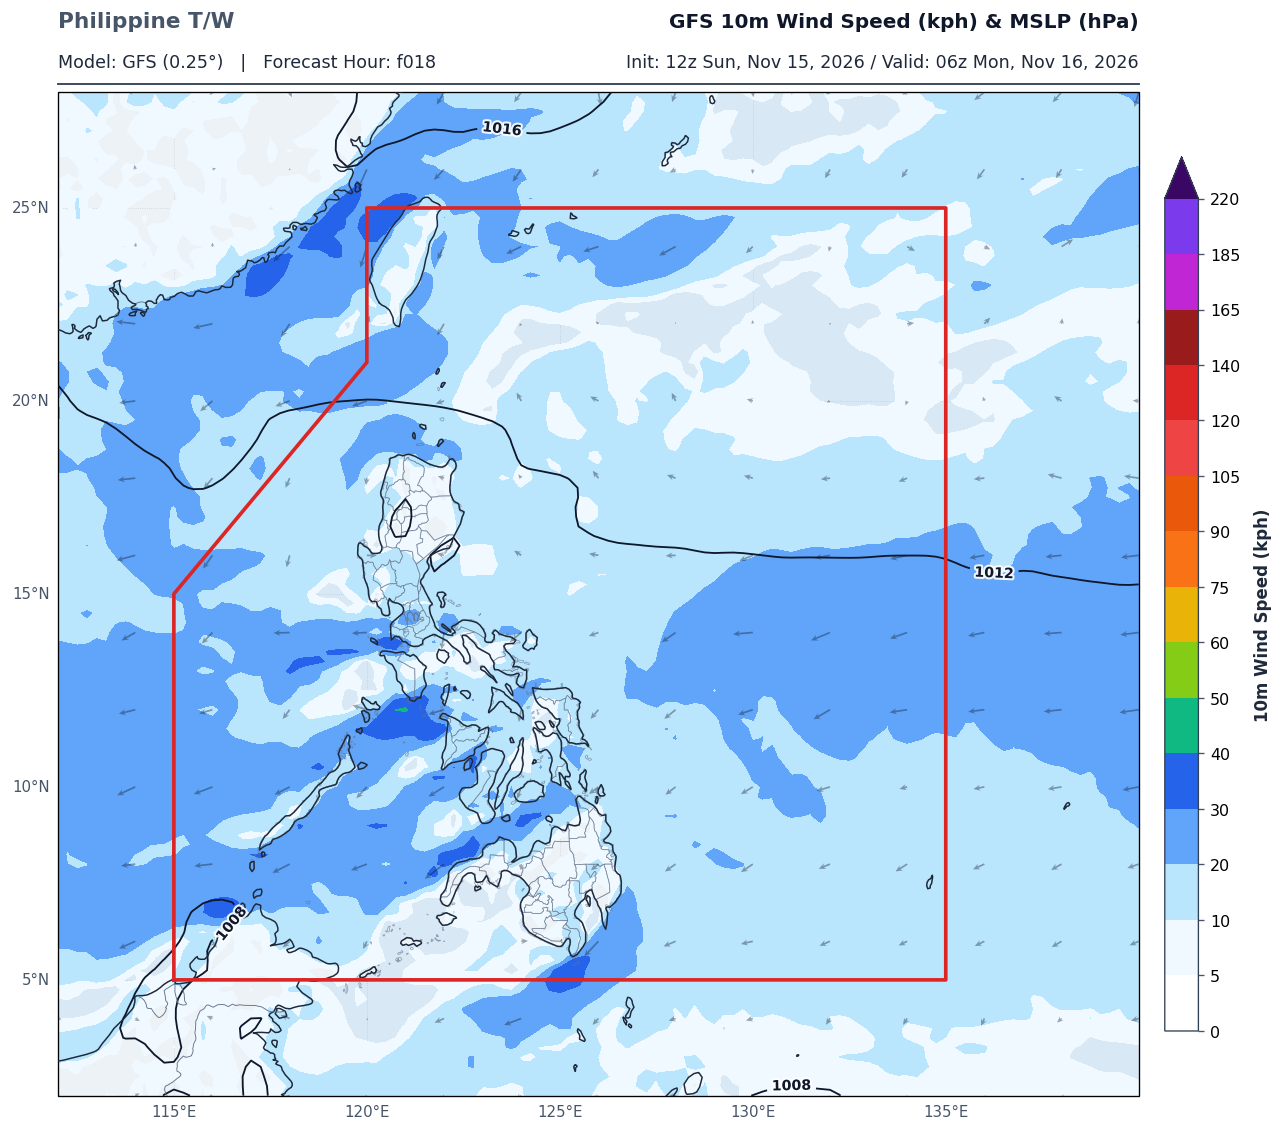 Philippine T/W
GFS 10m Wind Speed (kph) & MSLP (hPa)
Model: GFS (0.25°) | Forecast Hour: f018
Init: 12z Sun, Nov 15, 2026 / Valid: 06z Mon, Nov 16, 2026
1016
1012
1008
1008
25°N
20°N
15°N
10°N
5°N
115°E
120°E
125°E
130°E
135°E
220
185
165
140
120
105
90
75
60
50
40
30
20
10
5
0
10m Wind Speed (kph)